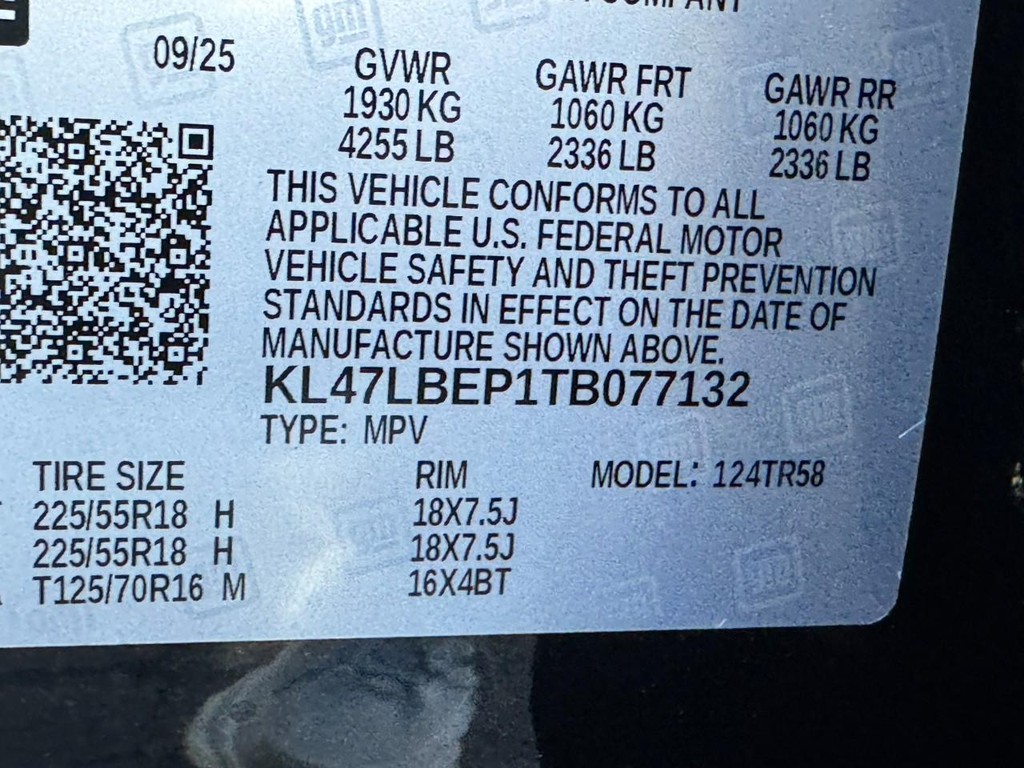 COMPANY
09/25
GVWR GAWR FRT GAWR RR
1930 KG 1060 KG 1060 KG
4255 LB 2336 LB 2336 LB
THIS VEHICLE CONFORMS TO ALL
APPLICABLE U.S. FEDERAL MOTOR
VEHICLE SAFETY AND THEFT PREVENTION
STANDARDS IN EFFECT ON THE DATE OF
MANUFACTURE SHOWN ABOVE.
KL47LBEP1TB077132
TYPE: MPV
TIRE SIZE RIM MODEL: 124TR58
225/55R18 H 18X7.5J
225/55R18 H 18X7.5J
T125/70R16 M 16X4BT